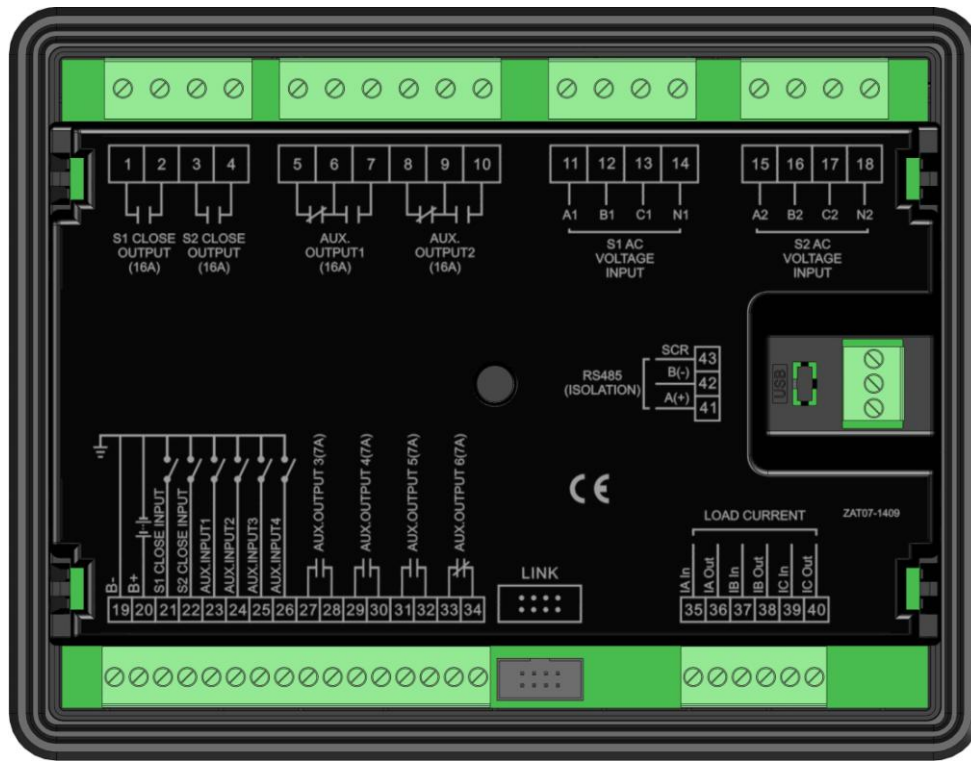 1 2 3 4
5 6 7 8 9 10
11 12 13 14
15 16 17 18
S1 CLOSE
OUTPUT
(16A)
S2 CLOSE
OUTPUT
(16A)
AUX.
OUTPUT1
(16A)
AUX.
OUTPUT2
(16A)
A1 B1 C1 N1
S1 AC
VOLTAGE
INPUT
A2 B2 C2 N2
S2 AC
VOLTAGE
INPUT
RS485
(ISOLATION)
SCR 43
B(-) 42
A(+) 41
USB
B-
B+
S1 CLOSE INPUT
S2 CLOSE INPUT
AUX.INPUT1
AUX.INPUT2
AUX.INPUT3
AUX.INPUT4
AUX.OUTPUT 3(7A)
AUX.OUTPUT 4(7A)
AUX.OUTPUT 5(7A)
AUX.OUTPUT 6(7A)
19 20 21 22 23 24 25 26 27 28 29 30 31 32 33 34
LINK
CE
LOAD CURRENT
ZAT07-1409
IA In
IA Out
IB In
IB Out
IC In
IC Out
35 36 37 38 39 40